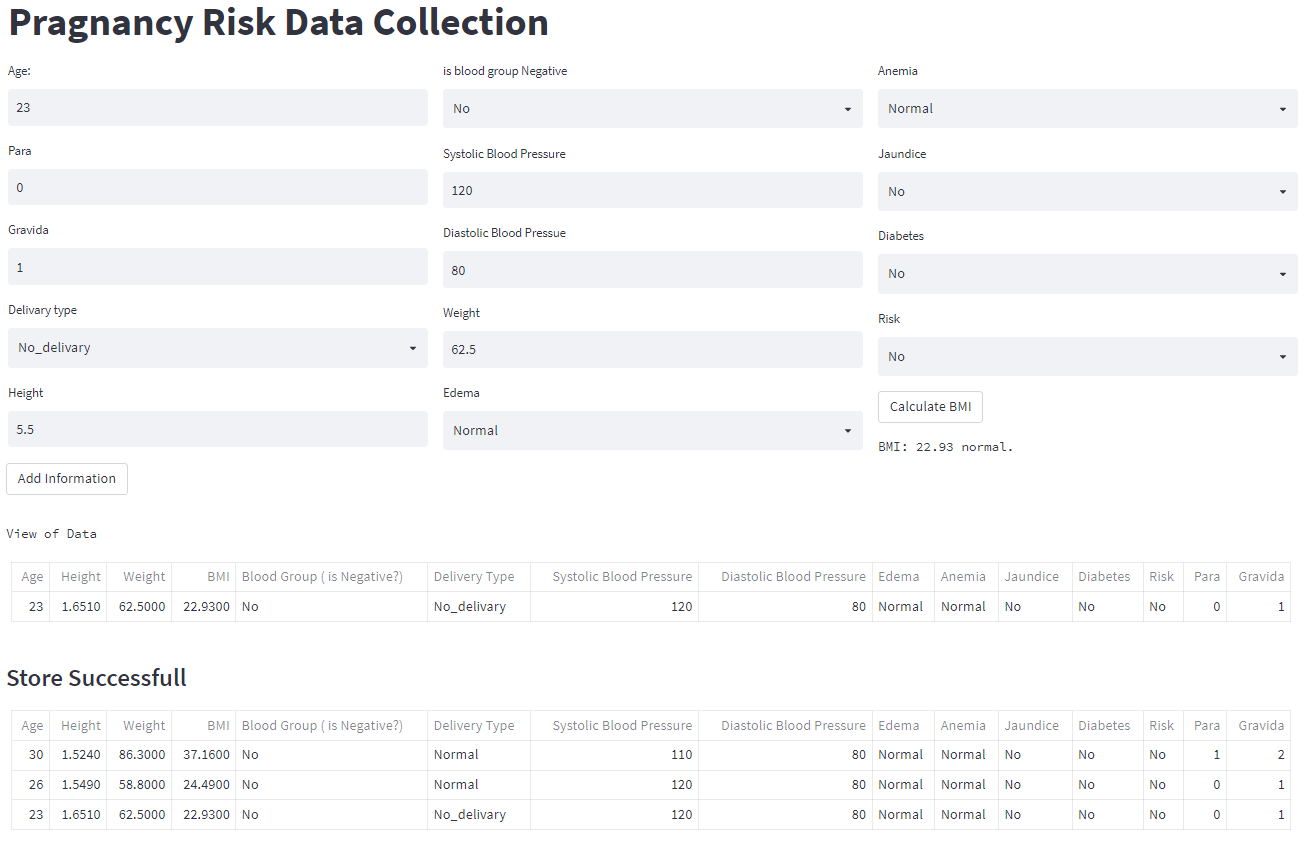 Pragnancy Risk Data Collection
Age:
23
Para
0
Gravida
1
Delivary type
No_delivary
Height
5.5
Add Information
is blood group Negative
No
Systolic Blood Pressure
120
Diastolic Blood Pressue
80
Weight
62.5
Edema
Normal
Anemia
Normal
Jaundice
No
Diabetes
No
Risk
No
Calculate BMI
BMI: 22.93 normal.
View of Data
Age Height Weight BMI Blood Group ( is Negative?) Delivery Type Systolic Blood Pressure Diastolic Blood Pressure Edema Anemia Jaundice Diabetes Risk Para Gravida
23 1.6510 62.5000 22.9300 No No_delivary 120 80 Normal Normal No No No 0 1
Store Successfull
Age Height Weight BMI Blood Group ( is Negative?) Delivery Type Systolic Blood Pressure Diastolic Blood Pressure Edema Anemia Jaundice Diabetes Risk Para Gravida
30 1.5240 86.3000 37.1600 No Normal 110 80 Normal Normal No No No 1 2
26 1.5490 58.8000 24.4900 No Normal 120 80 Normal Normal No No No 0 1
23 1.6510 62.5000 22.9300 No No_delivary 120 80 Normal Normal No No No 0 1